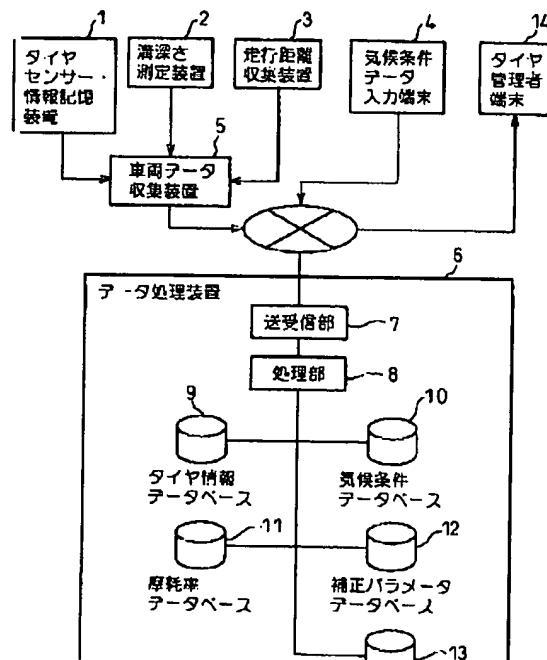 1
2
3
4
14
タイヤ
センサー・
情報記憶
装置
溝深さ
測定装置
走行距離
収集装置
気候条件
データ
入力端末
タイヤ
管理者
端末
5
車両データ
収集装置
6
データ処理装置
送受信部
7
処理部
8
9
10
タイヤ情報
データベース
気候条件
データベース
11
12
摩耗率
データベース
補正パラメータ
データベース
13